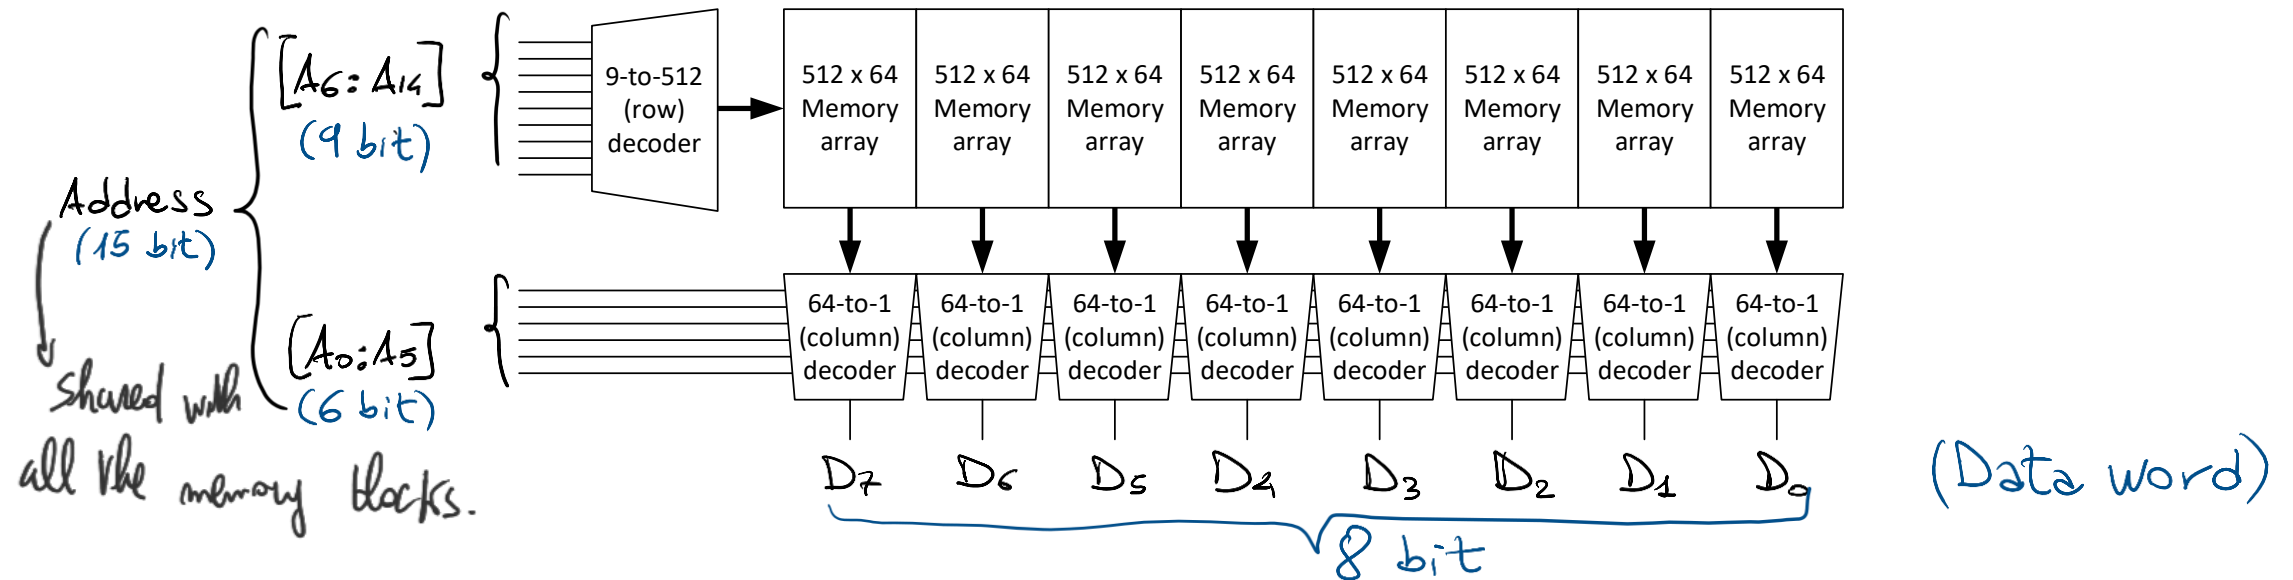 [A6:A14]
(9 bit)
Address
(15 bit)
shared with
all the memory blocks.
[A0:A5]
(6 bit)
9-to-512
(row)
decoder
512 x 64
Memory
array
512 x 64
Memory
array
512 x 64
Memory
array
512 x 64
Memory
array
512 x 64
Memory
array
512 x 64
Memory
array
512 x 64
Memory
array
512 x 64
Memory
array
64-to-1
(column)
decoder
64-to-1
(column)
decoder
64-to-1
(column)
decoder
64-to-1
(column)
decoder
64-to-1
(column)
decoder
64-to-1
(column)
decoder
64-to-1
(column)
decoder
64-to-1
(column)
decoder
D7 D6 D5 D4 D3 D2 D1 D0
(Data word)
8 bit